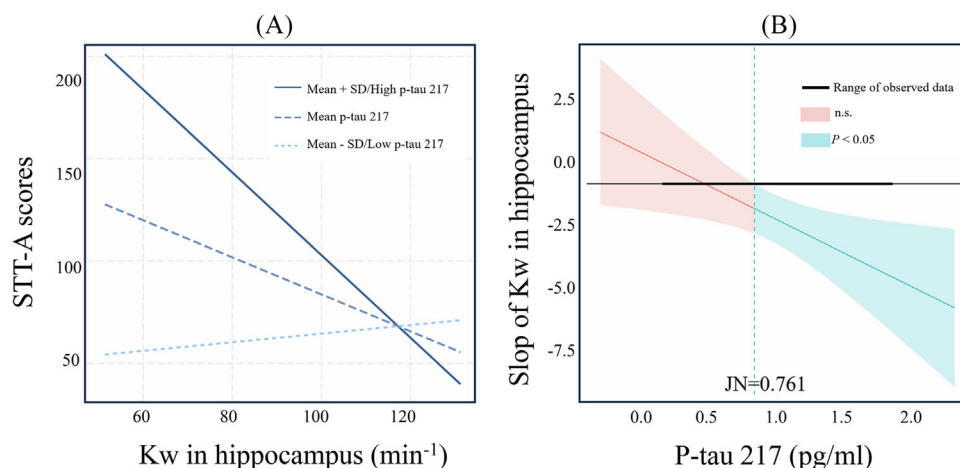 (A)
200
150
100
50
STT-A scores
60
80
100
120
Kw in hippocampus (min⁻¹)
Mean + SD/High p-tau 217
Mean p-tau 217
Mean - SD/Low p-tau 217
(B)
2.5
0.0
-2.5
-5.0
-7.5
Slop of Kw in hippocampus
Range of observed data
n.s.
P < 0.05
JN=0.761
0.0
0.5
1.0
1.5
2.0
P-tau 217 (pg/ml)